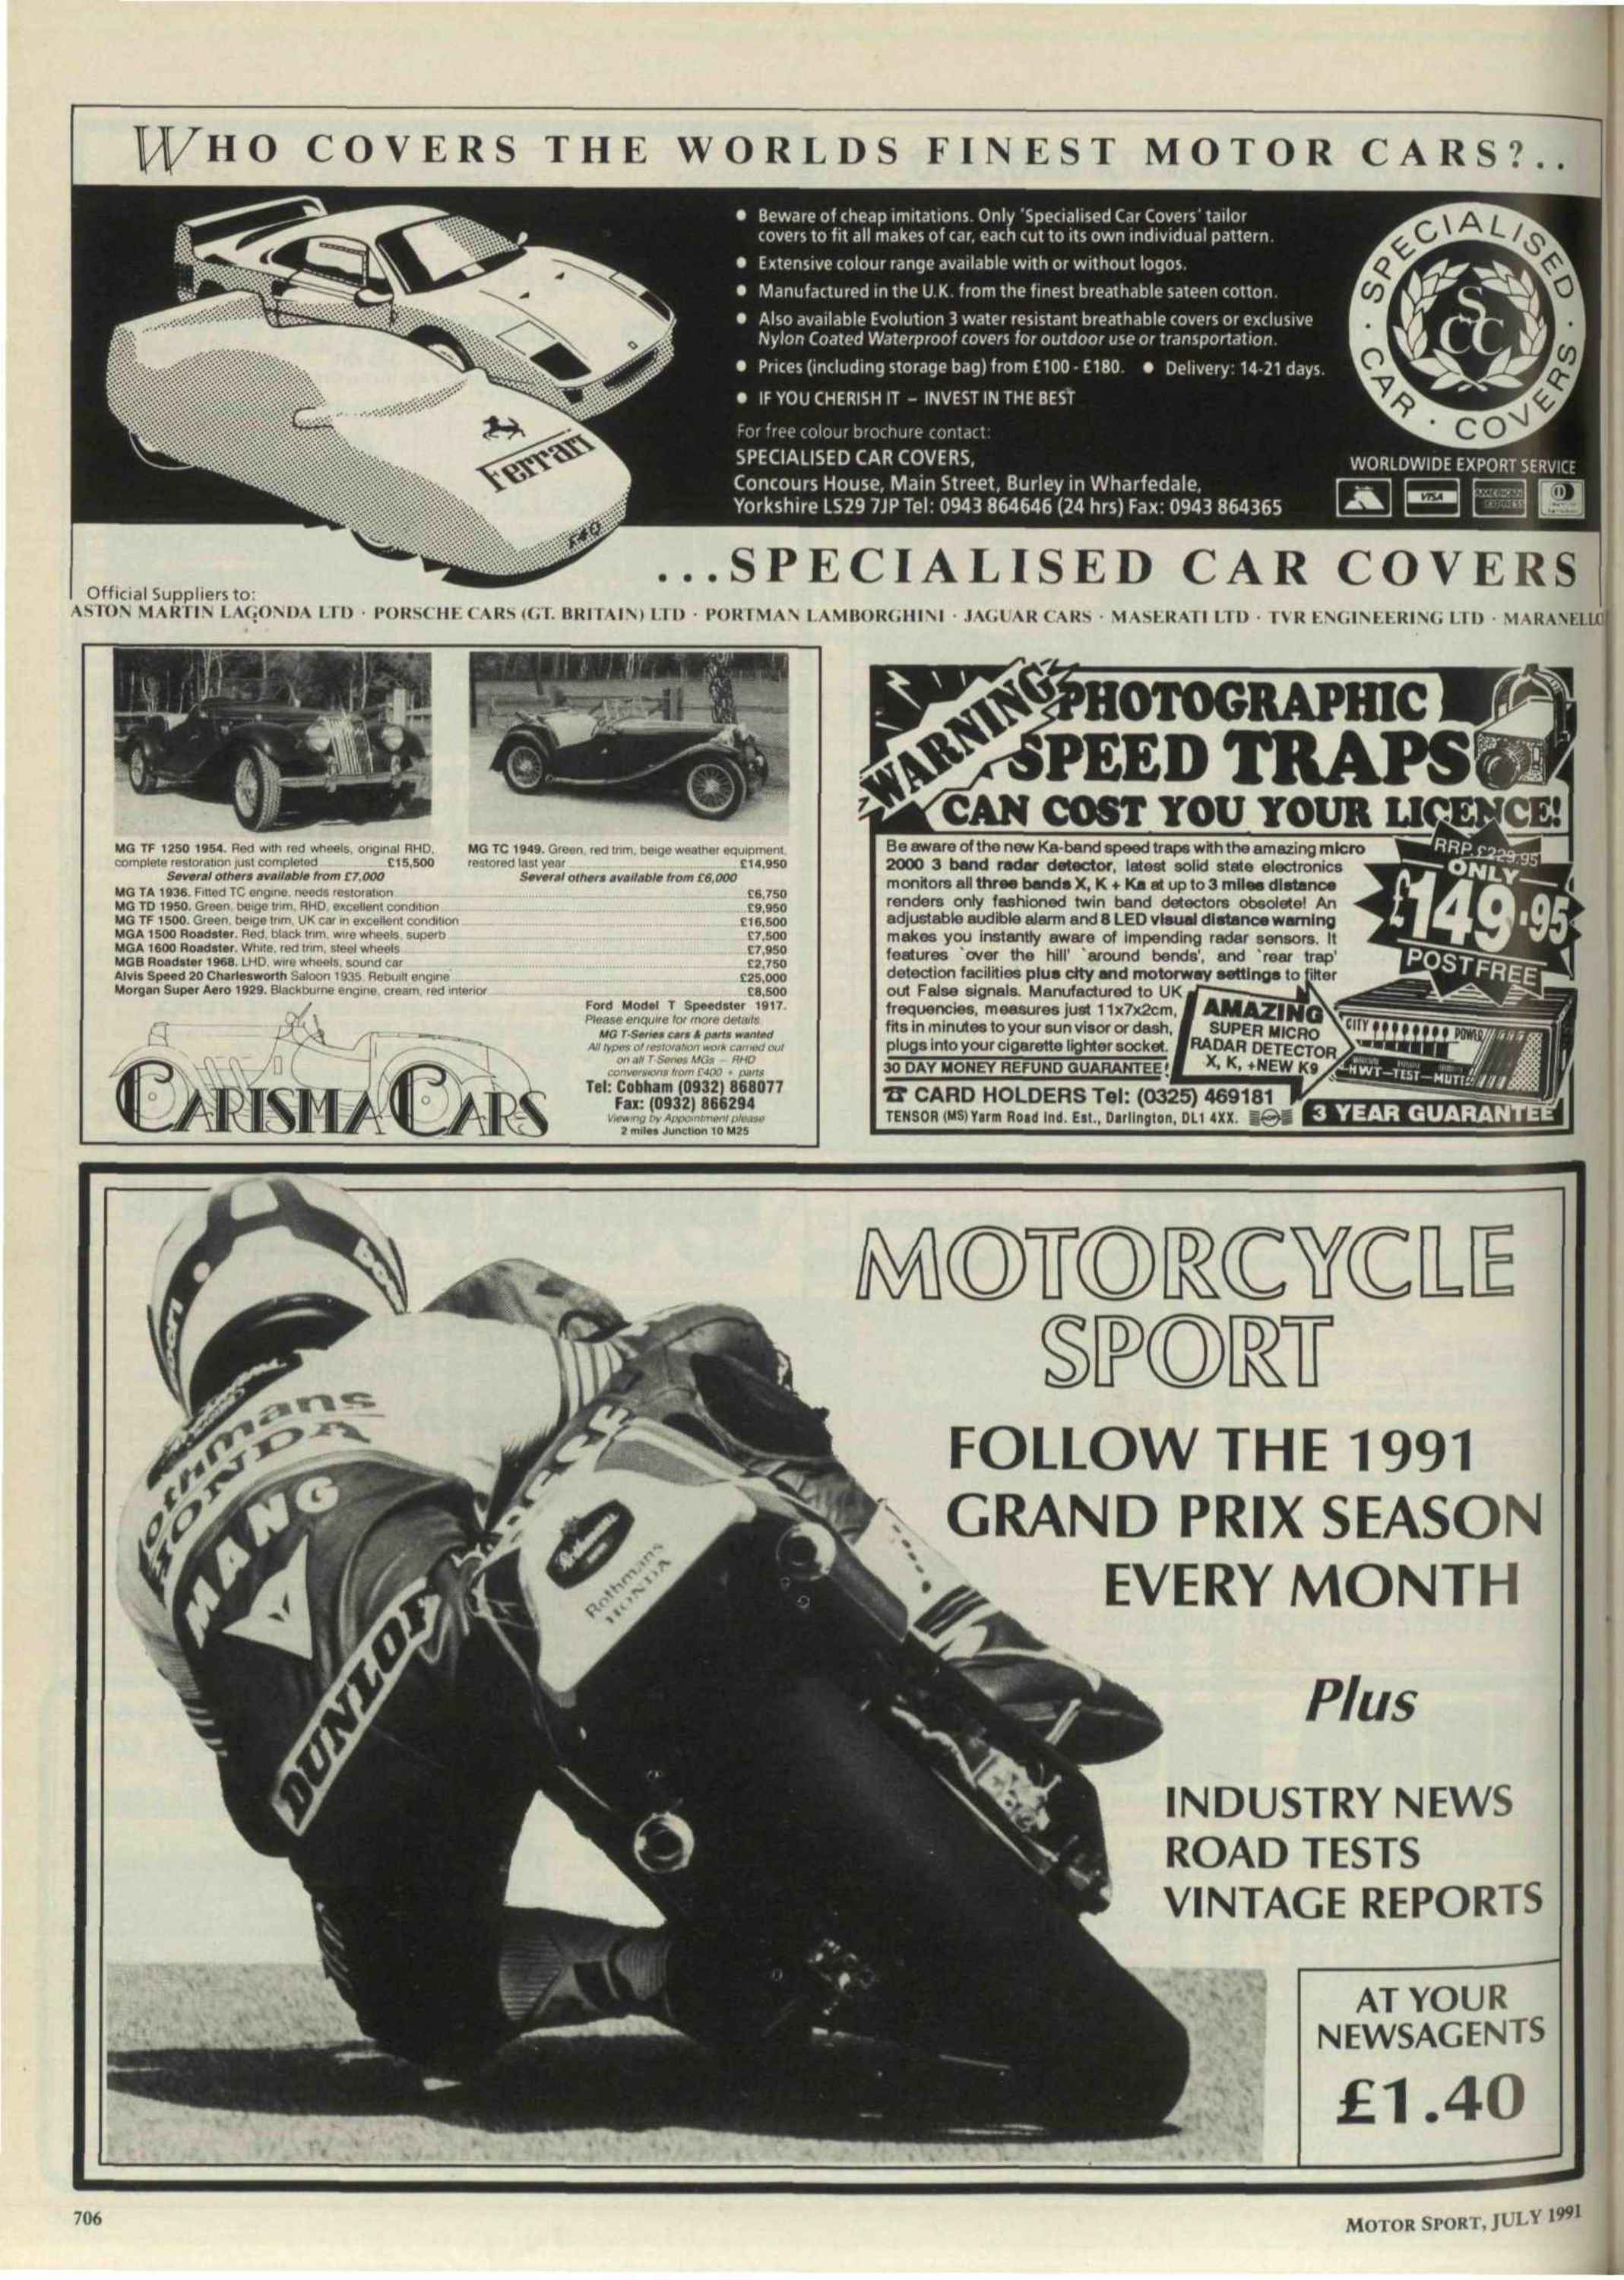 WHO COVERS THE WORLDS FINEST MOTOR CARS?..
• Beware of cheap imitations. Only 'Specialised Car Covers' tailor
covers to fit all makes of car, each cut to its own individual pattern.
• Extensive colour range available with or without logos.
• Manufactured in the U.K. from the finest breathable sateen cotton.
• Also available Evolution 3 water resistant breathable covers or exclusive
Nylon Coated Waterproof covers for outdoor use or transportation.
• Prices (including storage bag) from £100 - £180. • Delivery: 14-21 days.
• IF YOU CHERISH IT – INVEST IN THE BEST
For free colour brochure contact:
SPECIALISED CAR COVERS,
Concours House, Main Street, Burley in Wharfedale,
Yorkshire LS29 7JP Tel: 0943 864646 (24 hrs) Fax: 0943 864365
SPECIALISED · CAR · COVERS ·
SCC
WORLDWIDE EXPORT SERVICE
VISA
AMERICAN EXPRESS
Ferrari
F40
...SPECIALISED CAR COVERS
Official Suppliers to:
ASTON MARTIN LAGONDA LTD · PORSCHE CARS (GT. BRITAIN) LTD · PORTMAN LAMBORGHINI · JAGUAR CARS · MASERATI LTD · TVR ENGINEERING LTD · MARANELLO
MG TF 1250 1954. Red with red wheels, original RHD,
complete restoration just completed £15,500
Several others available from £7,000
MG TC 1949. Green, red trim, beige weather equipment,
restored last year £14,950
Several others available from £6,000
MG TA 1936. Fitted TC engine, needs restoration £6,750
MG TD 1950. Green, beige trim, RHD, excellent condition £9,950
MG TF 1500. Green, beige trim, UK car in excellent condition £16,500
MGA 1500 Roadster. Red, black trim, wire wheels, superb £7,500
MGA 1600 Roadster. White, red trim, steel wheels £7,950
MGB Roadster 1968. LHD, wire wheels, sound car £2,750
Alvis Speed 20 Charlesworth Saloon 1935. Rebuilt engine £25,000
Morgan Super Aero 1929. Blackburne engine, cream, red interior £8,500
Ford Model T Speedster 1917.
Please enquire for more details.
MG T-Series cars & parts wanted
All types of restoration work carried out
on all T-Series MGs – RHD
conversions from £400 + parts
Tel: Cobham (0932) 868077
Fax: (0932) 866294
Viewing by Appointment please
2 miles Junction 10 M25
CARISMA CARS
WARNING
PHOTOGRAPHIC
SPEED TRAPS
CAN COST YOU YOUR LICENCE!
Be aware of the new Ka-band speed traps with the amazing micro
2000 3 band radar detector, latest solid state electronics
monitors all three bands X, K + Ka at up to 3 miles distance
renders only fashioned twin band detectors obsolete! An
adjustable audible alarm and 8 LED visual distance warning
makes you instantly aware of impending radar sensors. It
features 'over the hill' 'around bends', and 'rear trap'
detection facilities plus city and motorway settings to filter
out False signals. Manufactured to UK
frequencies, measures just 11x7x2cm,
fits in minutes to your sun visor or dash,
plugs into your cigarette lighter socket.
30 DAY MONEY REFUND GUARANTEE!
RRP £229.95
ONLY
£149.95
POST FREE
AMAZING
SUPER MICRO
RADAR DETECTOR
X, K, +NEW K9
CITY
POWER
HWT–TEST–MUTE
CARD HOLDERS Tel: (0325) 469181
TENSOR (MS) Yarm Road Ind. Est., Darlington, DL1 4XX.
3 YEAR GUARANTEE
MOTORCYCLE
SPORT
FOLLOW THE 1991
GRAND PRIX SEASON
EVERY MONTH
Plus
INDUSTRY NEWS
ROAD TESTS
VINTAGE REPORTS
AT YOUR
NEWSAGENTS
£1.40
Rothmans
HONDA
MANG
DUNLOP
Rothmans
Rothmans
HONDA
706
MOTOR SPORT, JULY 1991